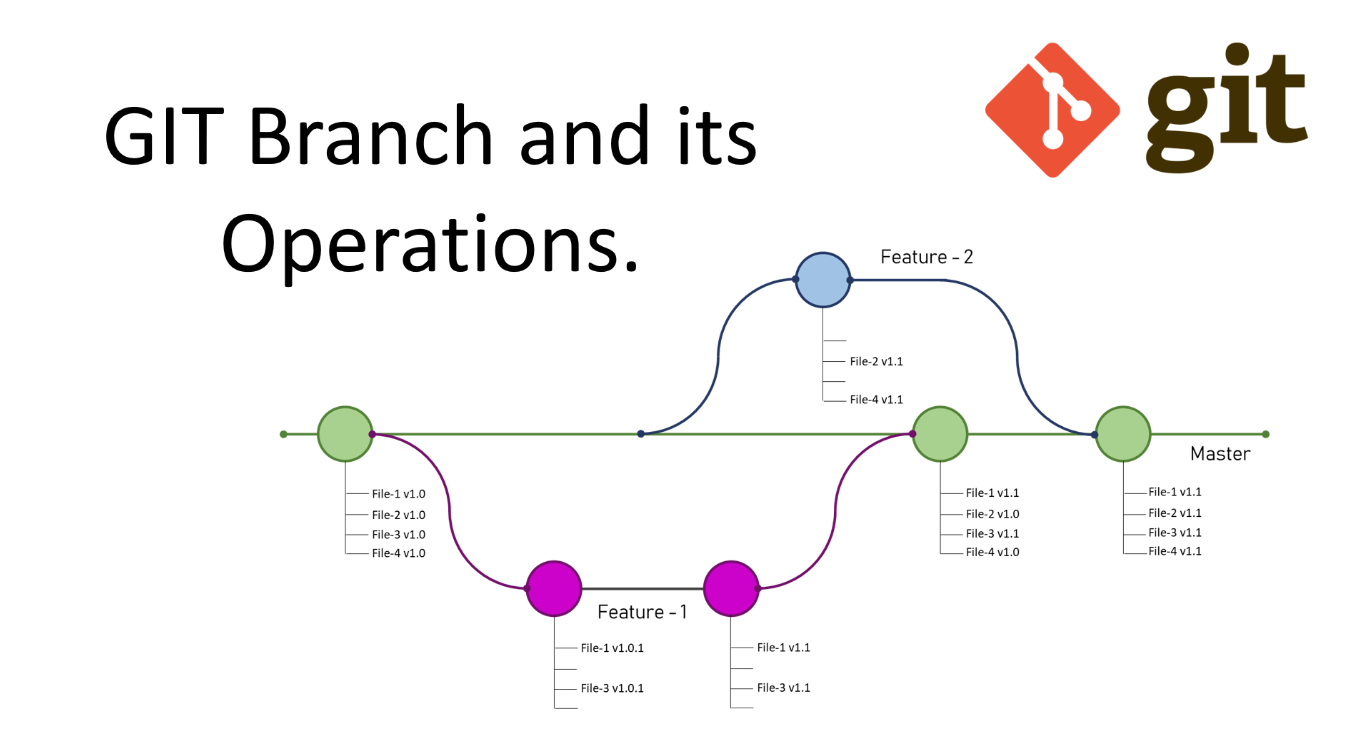 GIT Branch and its
Operations.
git
Feature - 2
File-2 v1.1
File-4 v1.1
Master
File-1 v1.0
File-2 v1.0
File-3 v1.0
File-4 v1.0
File-1 v1.1
File-2 v1.0
File-3 v1.1
File-4 v1.0
File-1 v1.1
File-2 v1.1
File-3 v1.1
File-4 v1.1
Feature - 1
File-1 v1.0.1
File-3 v1.0.1
File-1 v1.1
File-3 v1.1